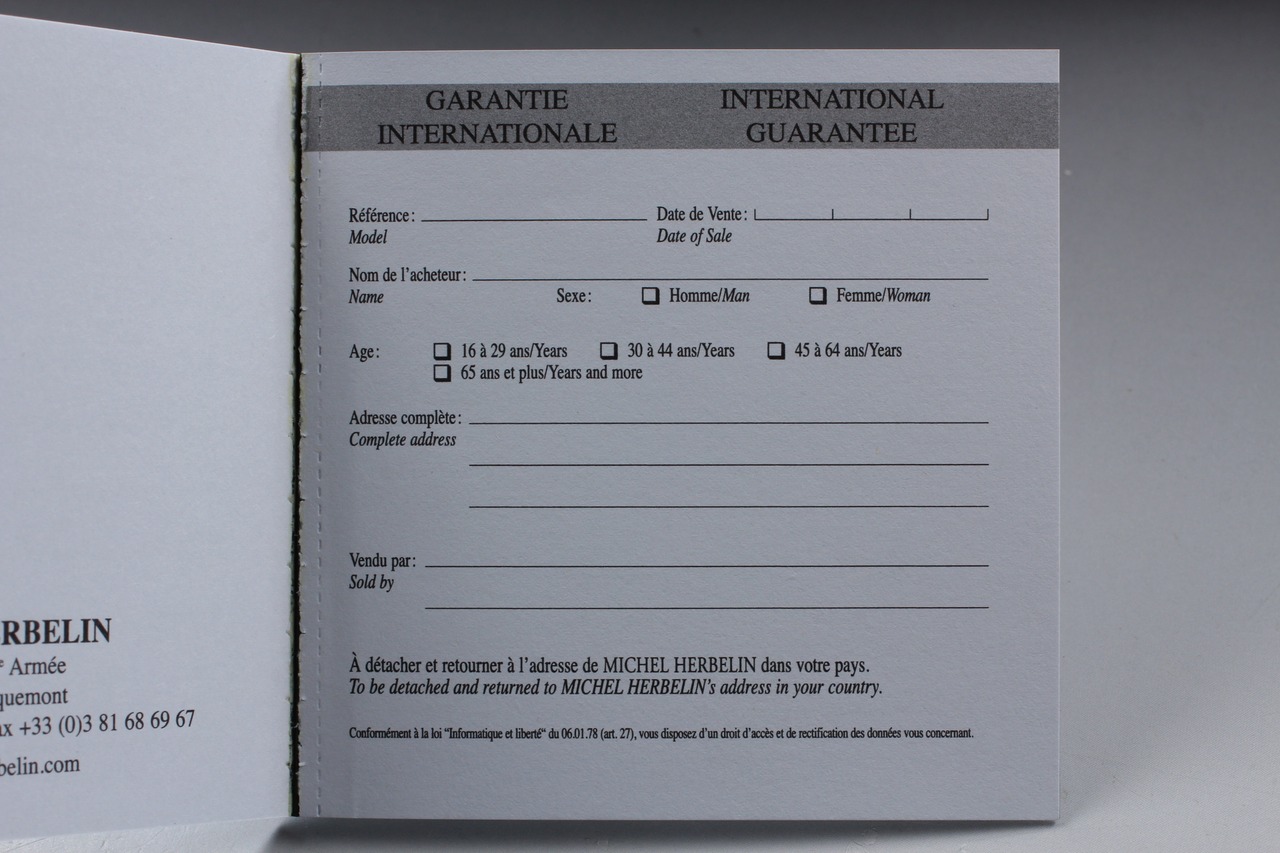 RBELIN
e Armée
quemont
ax +33 (0)3 81 68 69 67
belin.com
GARANTIE INTERNATIONAL
INTERNATIONALE GUARANTEE
Référence : Date de Vente :
Model Date of Sale
Nom de l'acheteur :
Name Sexe : ❑ Homme/Man ❑ Femme/Woman
Age : ❑ 16 à 29 ans/Years ❑ 30 à 44 ans/Years ❑ 45 à 64 ans/Years
❑ 65 ans et plus/Years and more
Adresse complète :
Complete address
Vendu par :
Sold by
À détacher et retourner à l'adresse de MICHEL HERBELIN dans votre pays.
To be detached and returned to MICHEL HERBELIN's address in your country.
Conformément à la loi "Informatique et liberté" du 06.01.78 (art. 27), vous disposez d'un droit d'accès et de rectification des données vous concernant.